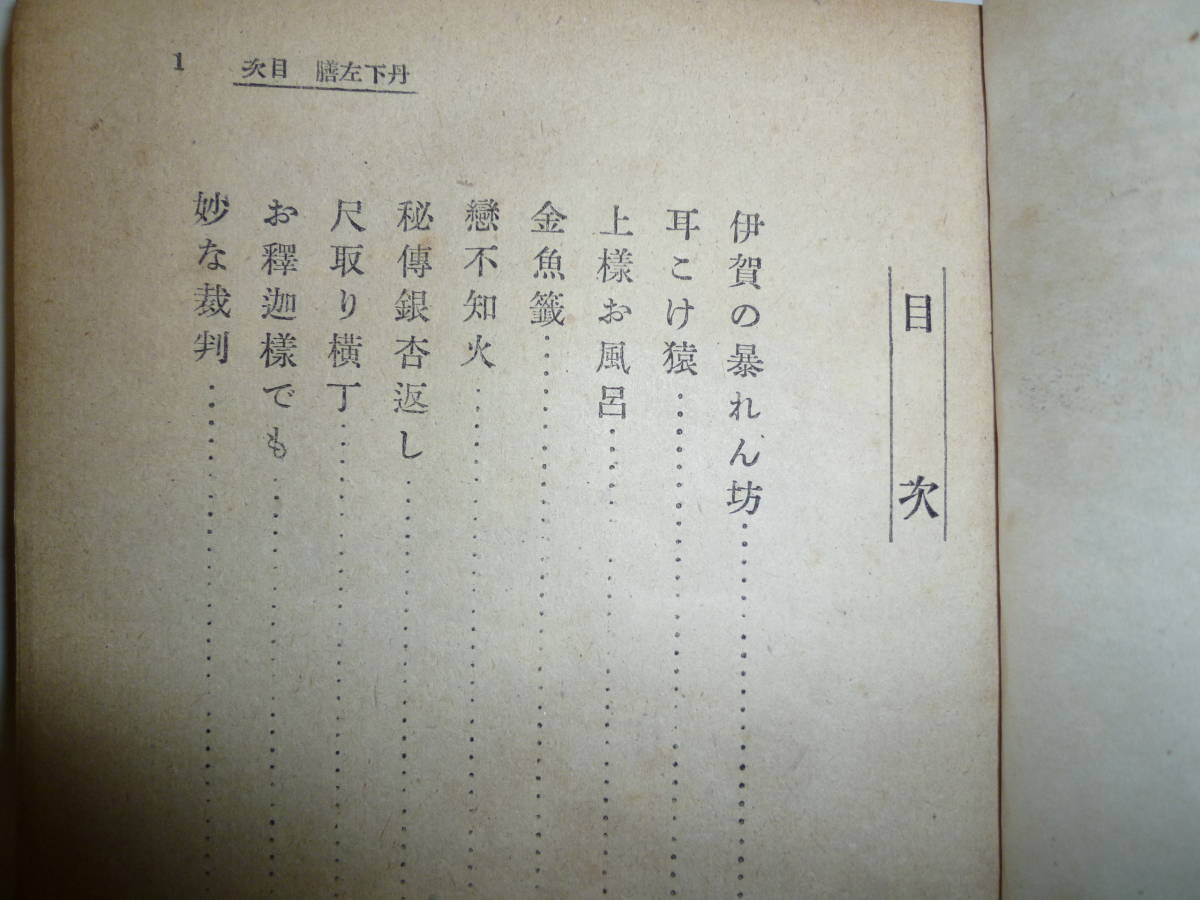 1
丹下左膳 目次
目次
伊賀の暴れん坊
耳こけ猿
上樣お風呂
金魚籤
戀不知火
秘傳銀杏返し
尺取り橫丁
お釋迦樣でも
妙な裁判